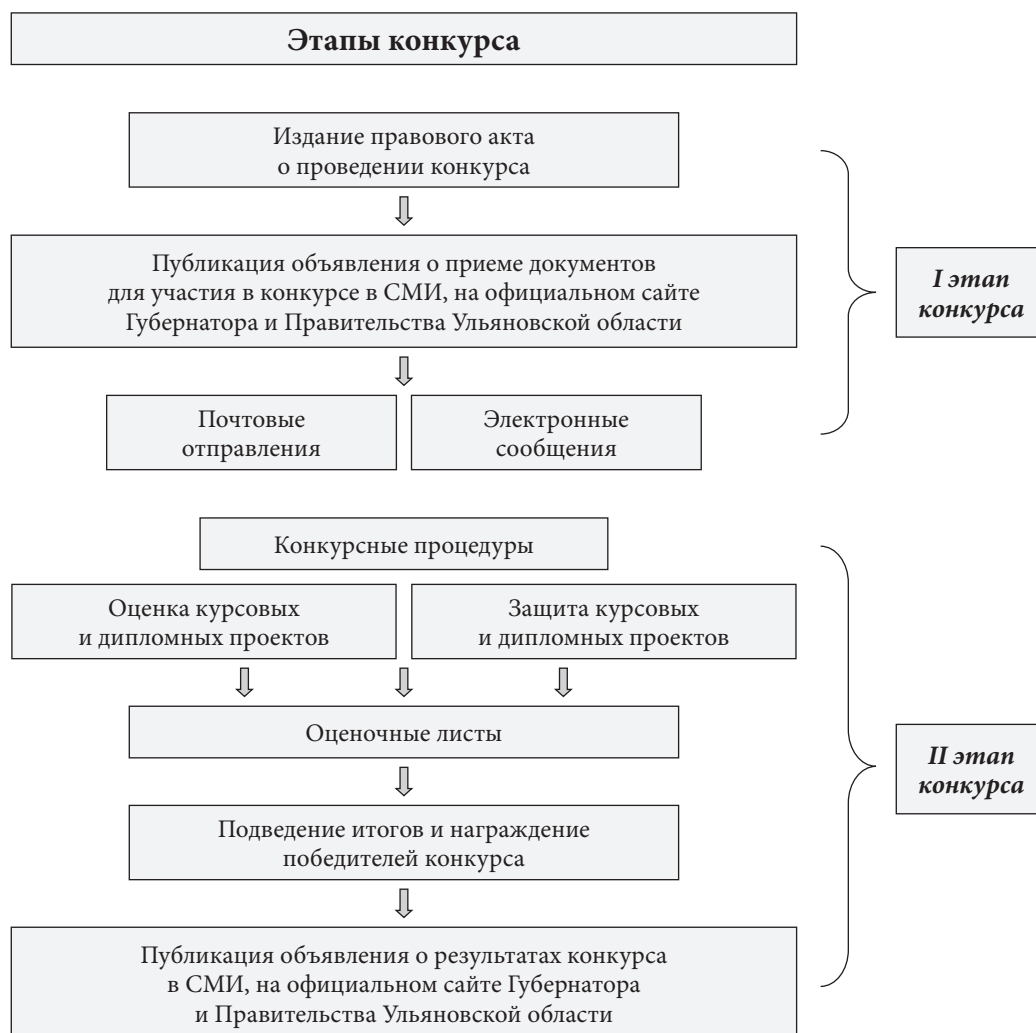 Этапы конкурса
Издание правового акта
о проведении конкурса
Публикация объявления о приеме документов
для участия в конкурсе в СМИ, на официальном сайте
Губернатора и Правительства Ульяновской области
I этап
конкурса
Почтовые
отправления
Электронные
сообщения
Конкурсные процедуры
Оценка курсовых
и дипломных проектов
Защита курсовых
и дипломных проектов
Оценочные листы
II этап
конкурса
Подведение итогов и награждение
победителей конкурса
Публикация объявления о результатах конкурса
в СМИ, на официальном сайте Губернатора
и Правительства Ульяновской области